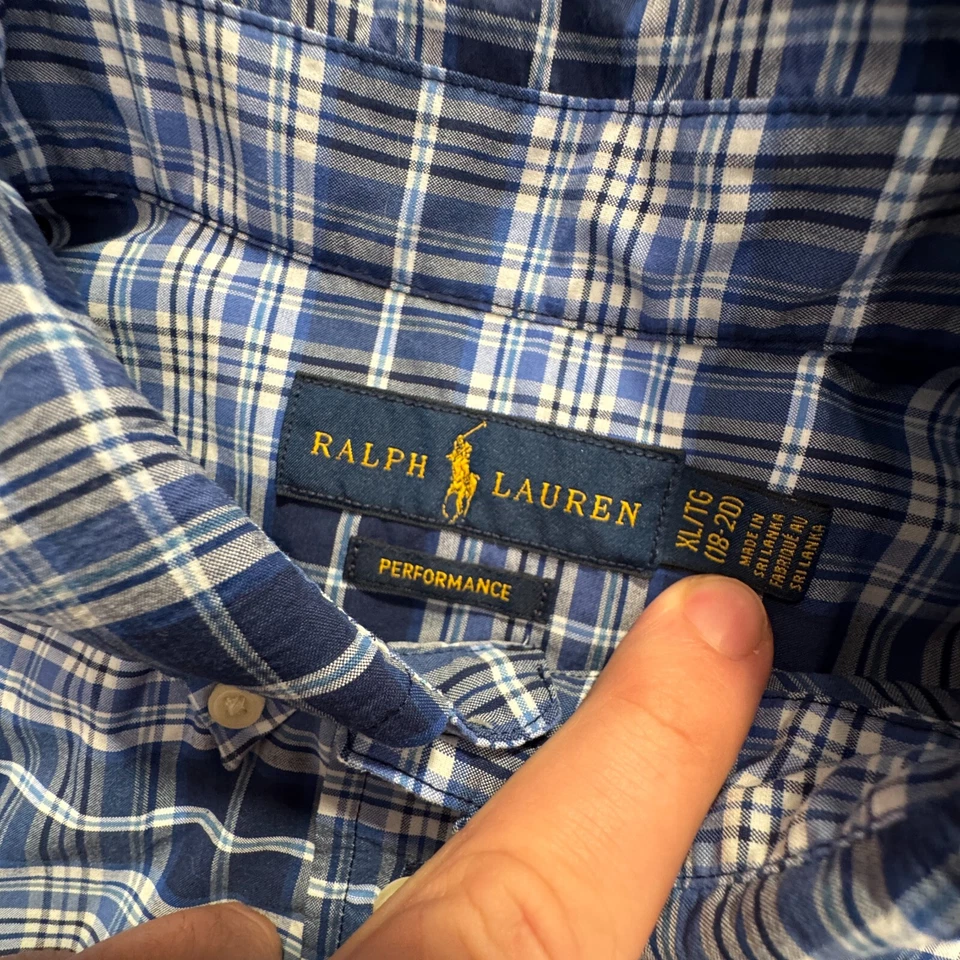 RALPH LAUREN
PERFORMANCE
XL/TG
(18-20)
MADE IN
SRI LANKA
FABRIQUÉ AU
SRI LANKA